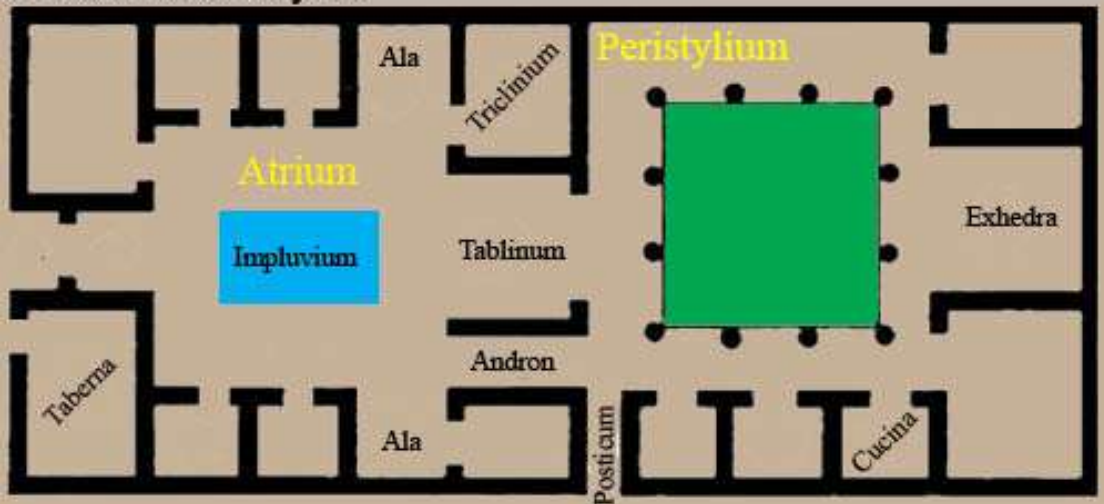 Ala
Triclinium
Peristylium
Atrium
Exhedra
Impluvium
Tablinum
Andron
Taberna
Ala
Posticum
Cucina